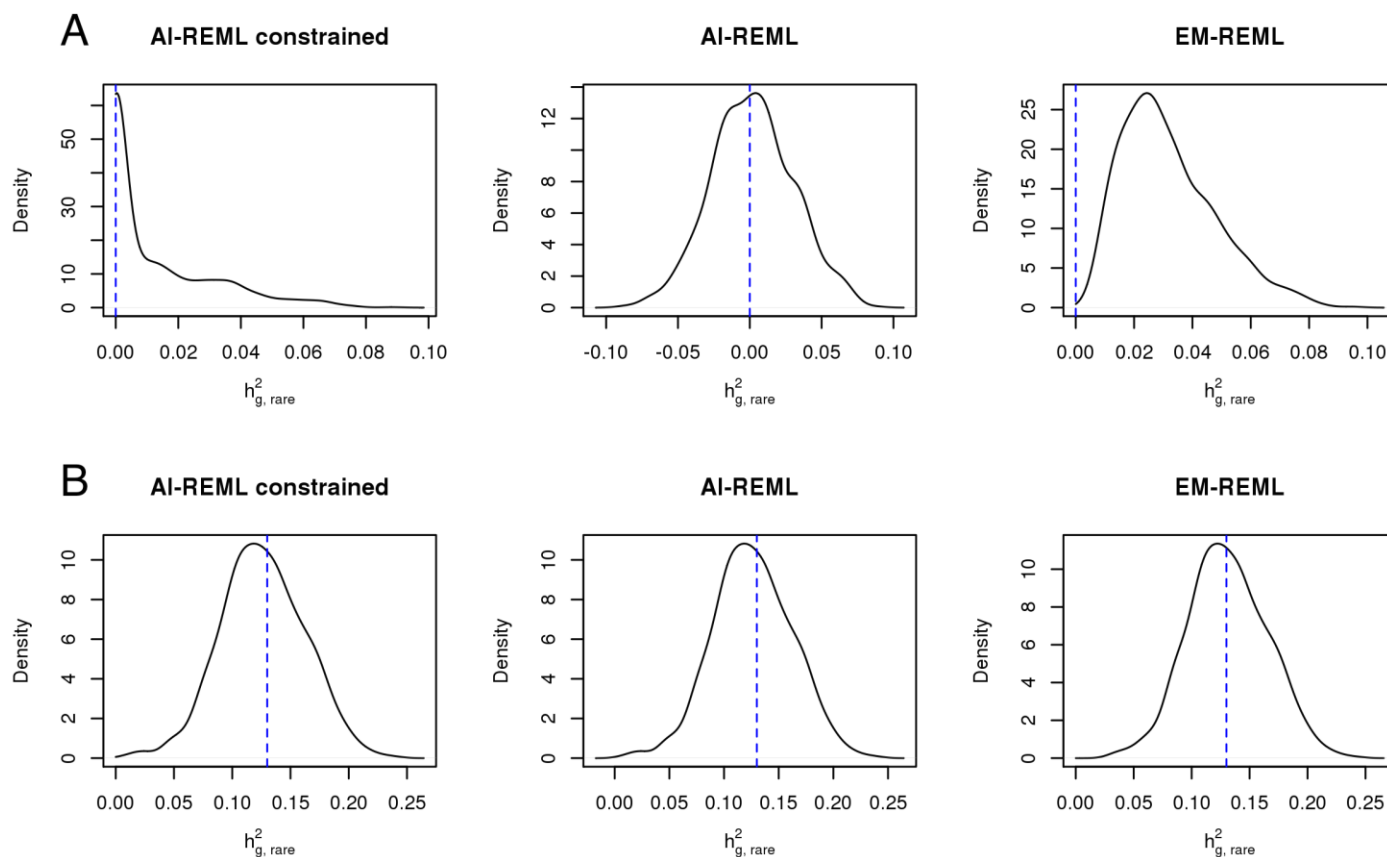 A
AI-REML constrained
AI-REML
EM-REML
Density
0 10 30 50
0.00 0.02 0.04 0.06 0.08 0.10
h²g, rare
Density
0 2 4 6 8 12
-0.10 -0.05 0.00 0.05 0.10
h²g, rare
Density
0 5 10 15 20 25
0.00 0.02 0.04 0.06 0.08 0.10
h²g, rare
B
AI-REML constrained
AI-REML
EM-REML
Density
0 2 4 6 8 10
0.00 0.05 0.10 0.15 0.20 0.25
h²g, rare
Density
0 2 4 6 8 10
0.00 0.05 0.10 0.15 0.20 0.25
h²g, rare
Density
0 2 4 6 8 10
0.00 0.05 0.10 0.15 0.20 0.25
h²g, rare